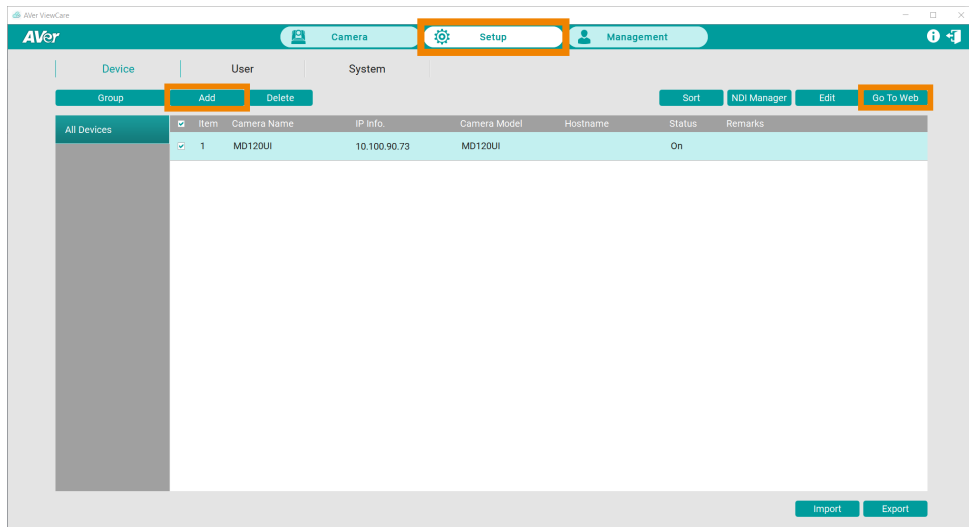 AVer ViewCare
AVer Camera Setup Management
Device User System
Group Add Delete Sort NDI Manager Edit Go To Web
All Devices
Item Camera Name IP Info. Camera Model Hostname Status Remarks
1 MD120UI 10.100.90.73 MD120UI On
Import Export